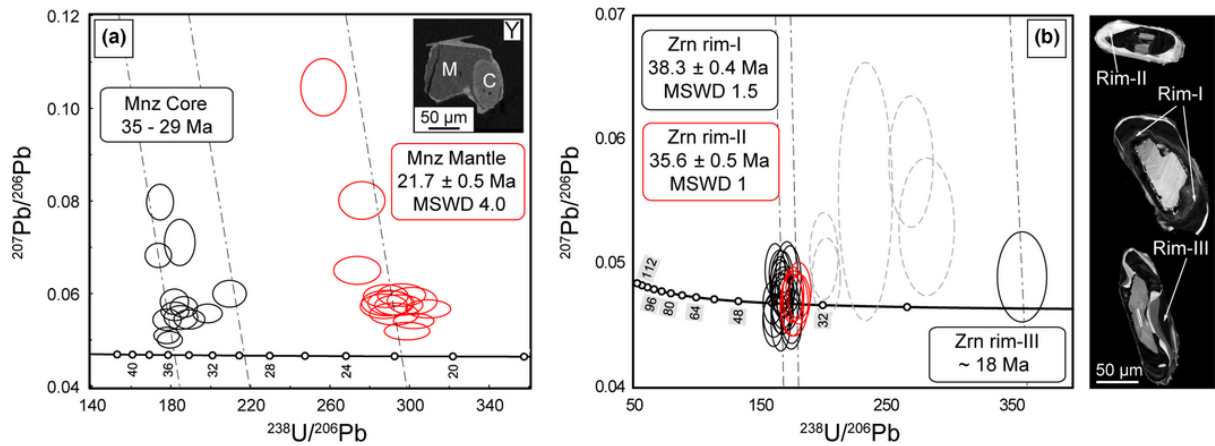 0.12
0.10
0.08
0.06
0.04
²⁰⁷Pb/²⁰⁶Pb
(a)
Mnz Core
35 - 29 Ma
Y
M
C
50 µm
Mnz Mantle
21.7 ± 0.5 Ma
MSWD 4.0
40
36
32
28
24
20
140
180
220
260
300
340
²³⁸U/²⁰⁶Pb
0.07
0.06
0.05
0.04
²⁰⁷Pb/²⁰⁶Pb
Zrn rim-I
38.3 ± 0.4 Ma
MSWD 1.5
Zrn rim-II
35.6 ± 0.5 Ma
MSWD 1
(b)
112
96
80
64
48
32
Zrn rim-III
~ 18 Ma
50
150
250
350
²³⁸U/²⁰⁶Pb
Rim-II
Rim-I
Rim-III
50 µm